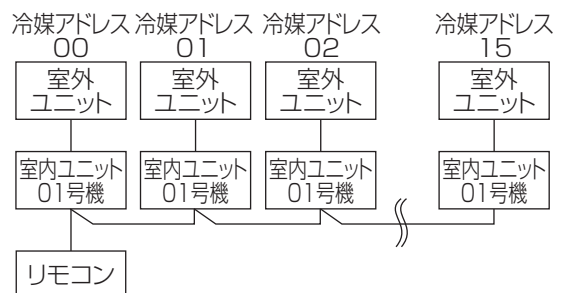 冷媒アドレス 冷媒アドレス 冷媒アドレス 冷媒アドレス
00 01 02 15
室外 室外 室外 室外
ユニット ユニット ユニット ユニット
室内ユニット 室内ユニット 室内ユニット 室内ユニット
01号機 01号機 01号機 01号機
リモコン